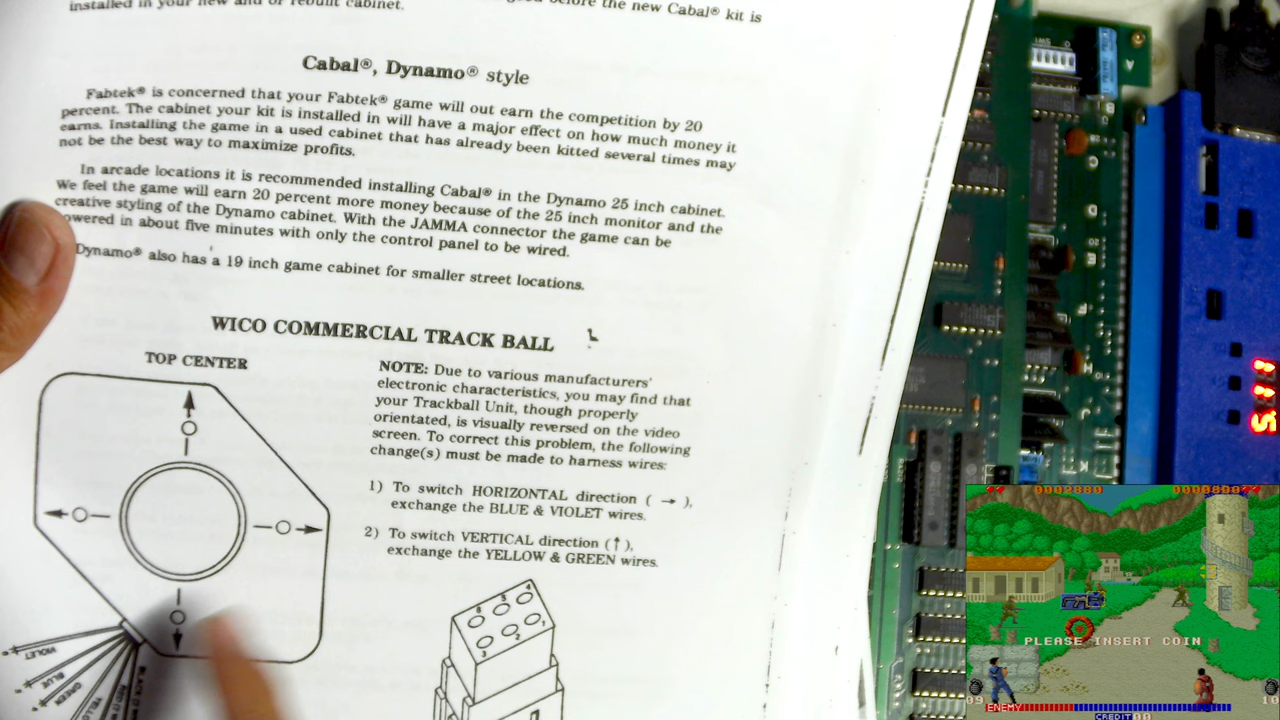 installed in your new and or rebuilt cabinet.
before the new Cabal® kit is
Cabal®, Dynamo® style
Fabtek® is concerned that your Fabtek® game will out earn the competition by 20
percent. The cabinet your kit is installed in will have a major effect on how much money it
earns. Installing the game in a used cabinet that has already been kitted several times may
not be the best way to maximize profits.
In arcade locations it is recommended installing Cabal® in the Dynamo 25 inch cabinet.
We feel the game will earn 20 percent more money because of the 25 inch monitor and the
creative styling of the Dynamo cabinet. With the JAMMA connector the game can be
powered in about five minutes with only the control panel to be wired.
Dynamo® also has a 19 inch game cabinet for smaller street locations.
WICO COMMERCIAL TRACK BALL
TOP CENTER
NOTE: Due to various manufacturers'
electronic characteristics, you may find that
your Trackball Unit, though properly
orientated, is visually reversed on the video
screen. To correct this problem, the following
change(s) must be made to harness wires:
1) To switch HORIZONTAL direction ( → ),
exchange the BLUE & VIOLET wires.
2) To switch VERTICAL direction (↑),
exchange the YELLOW & GREEN wires.
VIOLET
BLUE
GREEN
PLEASE INSERT COIN
ENEMY
CREDIT